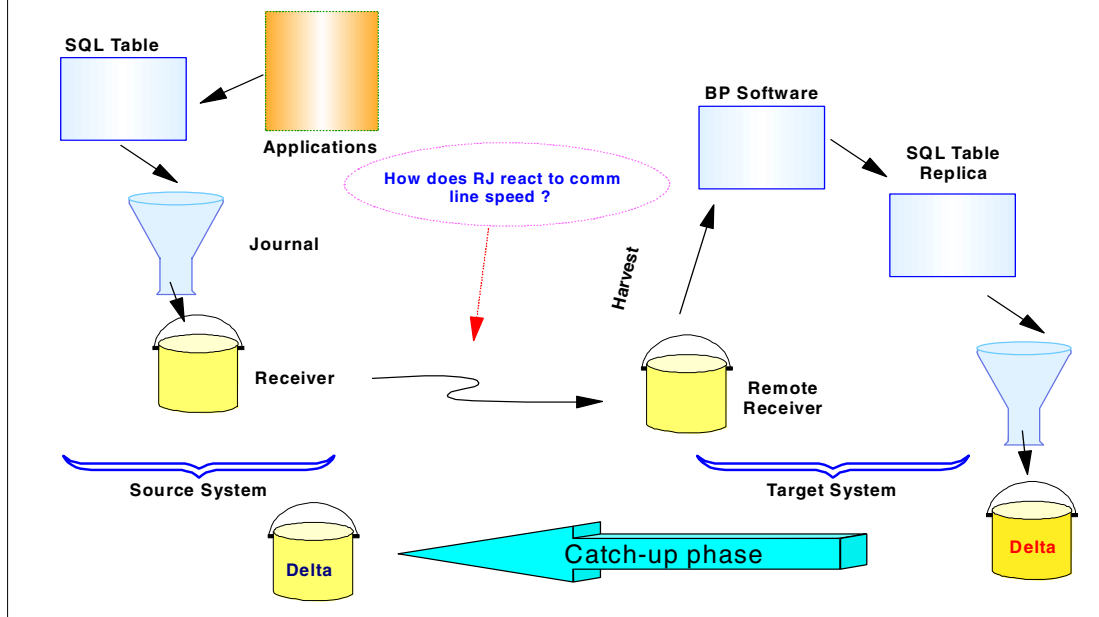 SQL Table
Applications
BP Software
SQL Table
Replica
How does RJ react to comm
line speed ?
Journal
Harvest
Receiver
Remote
Receiver
Source System
Target System
Delta
Catch-up phase
Delta